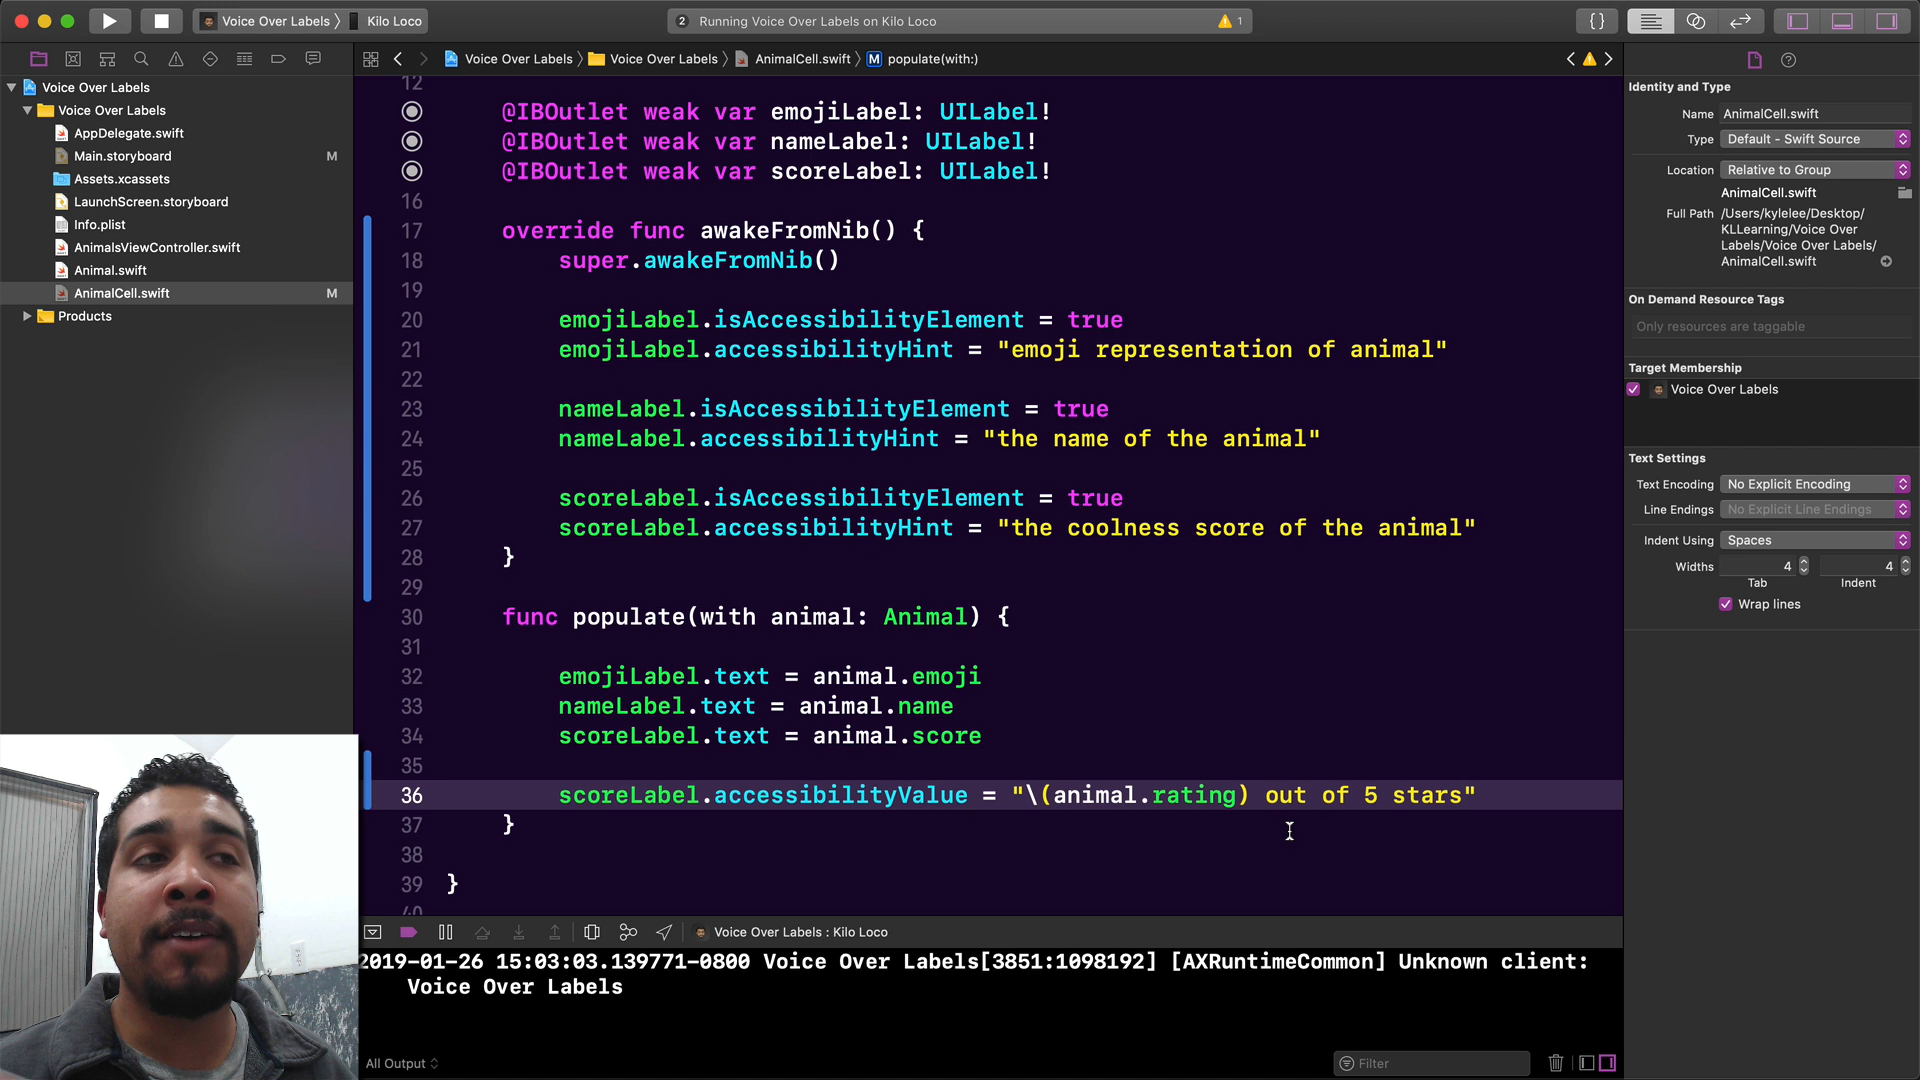 Voice Over Labels
Kilo Loco
2 Running Voice Over Labels on Kilo Loco
1
{}
Voice Over Labels
Voice Over Labels
AppDelegate.swift
Main.storyboard M
Assets.xcassets
LaunchScreen.storyboard
Info.plist
AnimalsViewController.swift
Animal.swift
AnimalCell.swift M
Products
Voice Over Labels
Voice Over Labels
AnimalCell.swift
M populate(with:)
12
@IBOutlet weak var emojiLabel: UILabel!
@IBOutlet weak var nameLabel: UILabel!
@IBOutlet weak var scoreLabel: UILabel!
16
17 override func awakeFromNib() {
18 super.awakeFromNib()
19
20 emojiLabel.isAccessibilityElement = true
21 emojiLabel.accessibilityHint = "emoji representation of animal"
22
23 nameLabel.isAccessibilityElement = true
24 nameLabel.accessibilityHint = "the name of the animal"
25
26 scoreLabel.isAccessibilityElement = true
27 scoreLabel.accessibilityHint = "the coolness score of the animal"
28 }
29
30 func populate(with animal: Animal) {
31
32 emojiLabel.text = animal.emoji
33 nameLabel.text = animal.name
34 scoreLabel.text = animal.score
35
36 scoreLabel.accessibilityValue = "\(animal.rating) out of 5 stars"
37 }
38
39 }
40
Voice Over Labels : Kilo Loco
2019-01-26 15:03:03.139771-0800 Voice Over Labels[3851:1098192] [AXRuntimeCommon] Unknown client:
Voice Over Labels
All Output
Filter
Identity and Type
Name AnimalCell.swift
Type Default - Swift Source
Location Relative to Group
AnimalCell.swift
Full Path /Users/kylelee/Desktop/
KLLearning/Voice Over
Labels/Voice Over Labels/
AnimalCell.swift
On Demand Resource Tags
Only resources are taggable
Target Membership
Voice Over Labels
Text Settings
Text Encoding No Explicit Encoding
Line Endings No Explicit Line Endings
Indent Using Spaces
Widths 4 4
Tab Indent
Wrap lines